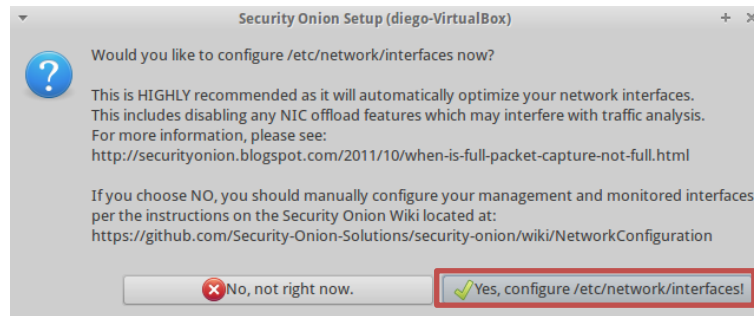 Security Onion Setup (diego-VirtualBox)
Would you like to configure /etc/network/interfaces now?
This is HIGHLY recommended as it will automatically optimize your network interfaces.
This includes disabling any NIC offload features which may interfere with traffic analysis.
For more information, please see:
http://securityonion.blogspot.com/2011/10/when-is-full-packet-capture-not-full.html
If you choose NO, you should manually configure your management and monitored interfaces
per the instructions on the Security Onion Wiki located at:
https://github.com/Security-Onion-Solutions/security-onion/wiki/NetworkConfiguration
No, not right now.
Yes, configure /etc/network/interfaces!